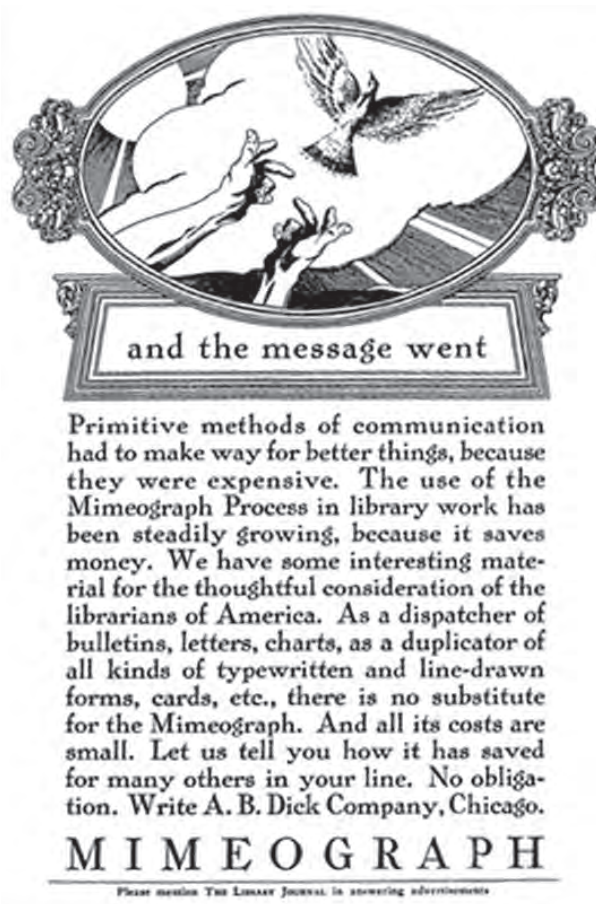 and the message went
Primitive methods of communication
had to make way for better things, because
they were expensive. The use of the
Mimeograph Process in library work has
been steadily growing, because it saves
money. We have some interesting mate-
rial for the thoughtful consideration of the
librarians of America. As a dispatcher of
bulletins, letters, charts, as a duplicator of
all kinds of typewritten and line-drawn
forms, cards, etc., there is no substitute
for the Mimeograph. And all its costs are
small. Let us tell you how it has saved
for many others in your line. No obliga-
tion. Write A. B. Dick Company, Chicago.
MIMEOGRAPH
Please mention THE LIBRARY JOURNAL in answering advertisements